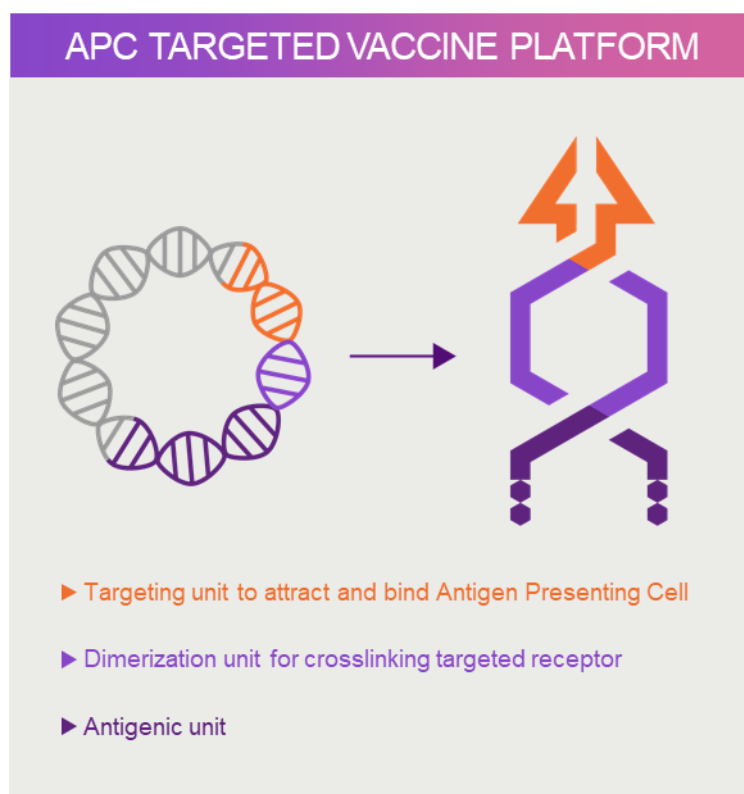 APC TARGETED VACCINE PLATFORM
Targeting unit to attract and bind Antigen Presenting Cell
Dimerization unit for crosslinking targeted receptor
Antigenic unit